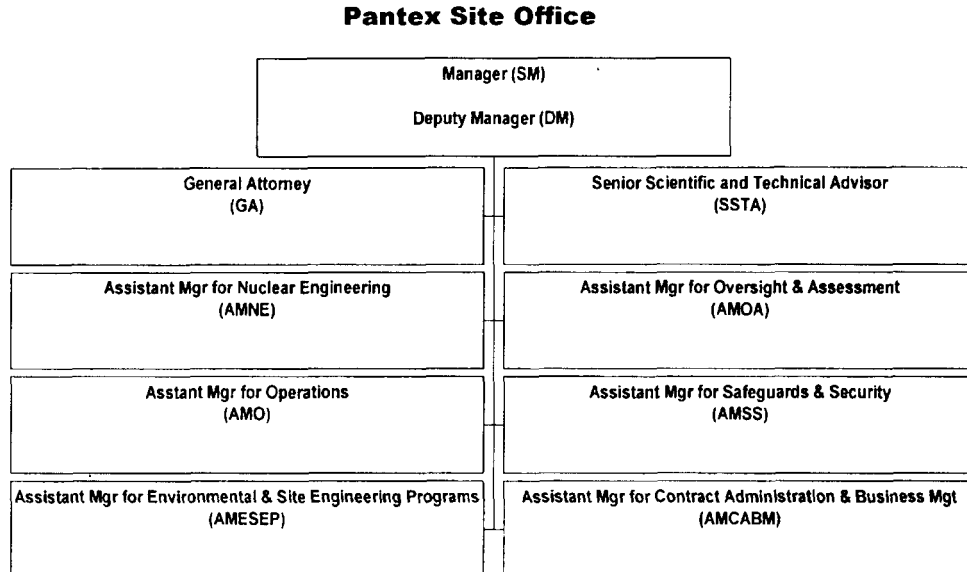 Pantex Site Office
Manager (SM)
Deputy Manager (DM)
General Attorney
(GA)
Senior Scientific and Technical Advisor
(SSTA)
Assistant Mgr for Nuclear Engineering
(AMNE)
Assistant Mgr for Oversight & Assessment
(AMOA)
Asstant Mgr for Operations
(AMO)
Assistant Mgr for Safeguards & Security
(AMSS)
Assistant Mgr for Environmental & Site Engineering Programs
(AMESEP)
Assistant Mgr for Contract Administration & Business Mgt
(AMCABM)